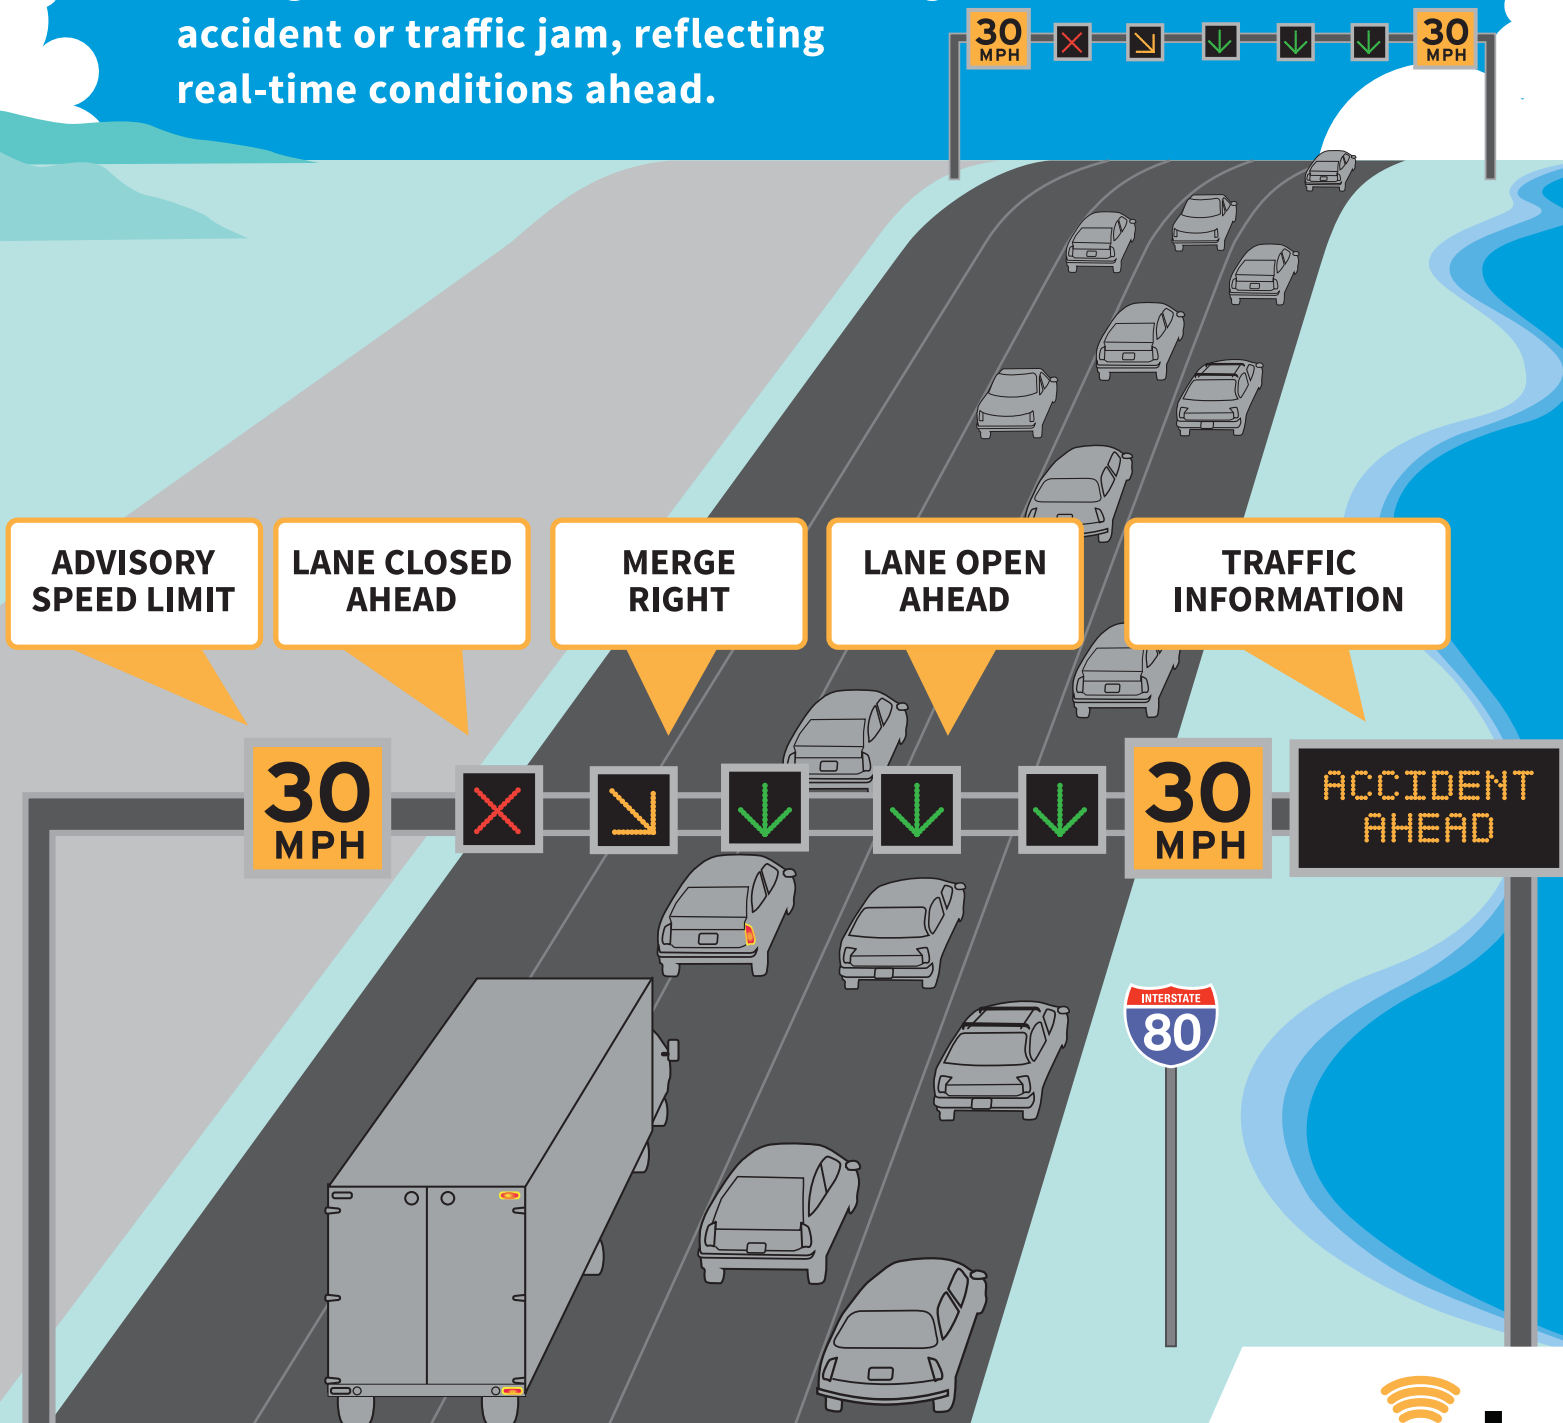 accident or traffic jam, reflecting
real-time conditions ahead.
30
MPH
30
MPH
ADVISORY
SPEED LIMIT
LANE CLOSED
AHEAD
MERGE
RIGHT
LANE OPEN
AHEAD
TRAFFIC
INFORMATION
30
MPH
30
MPH
ACCIDENT
AHEAD
INTERSTATE
80